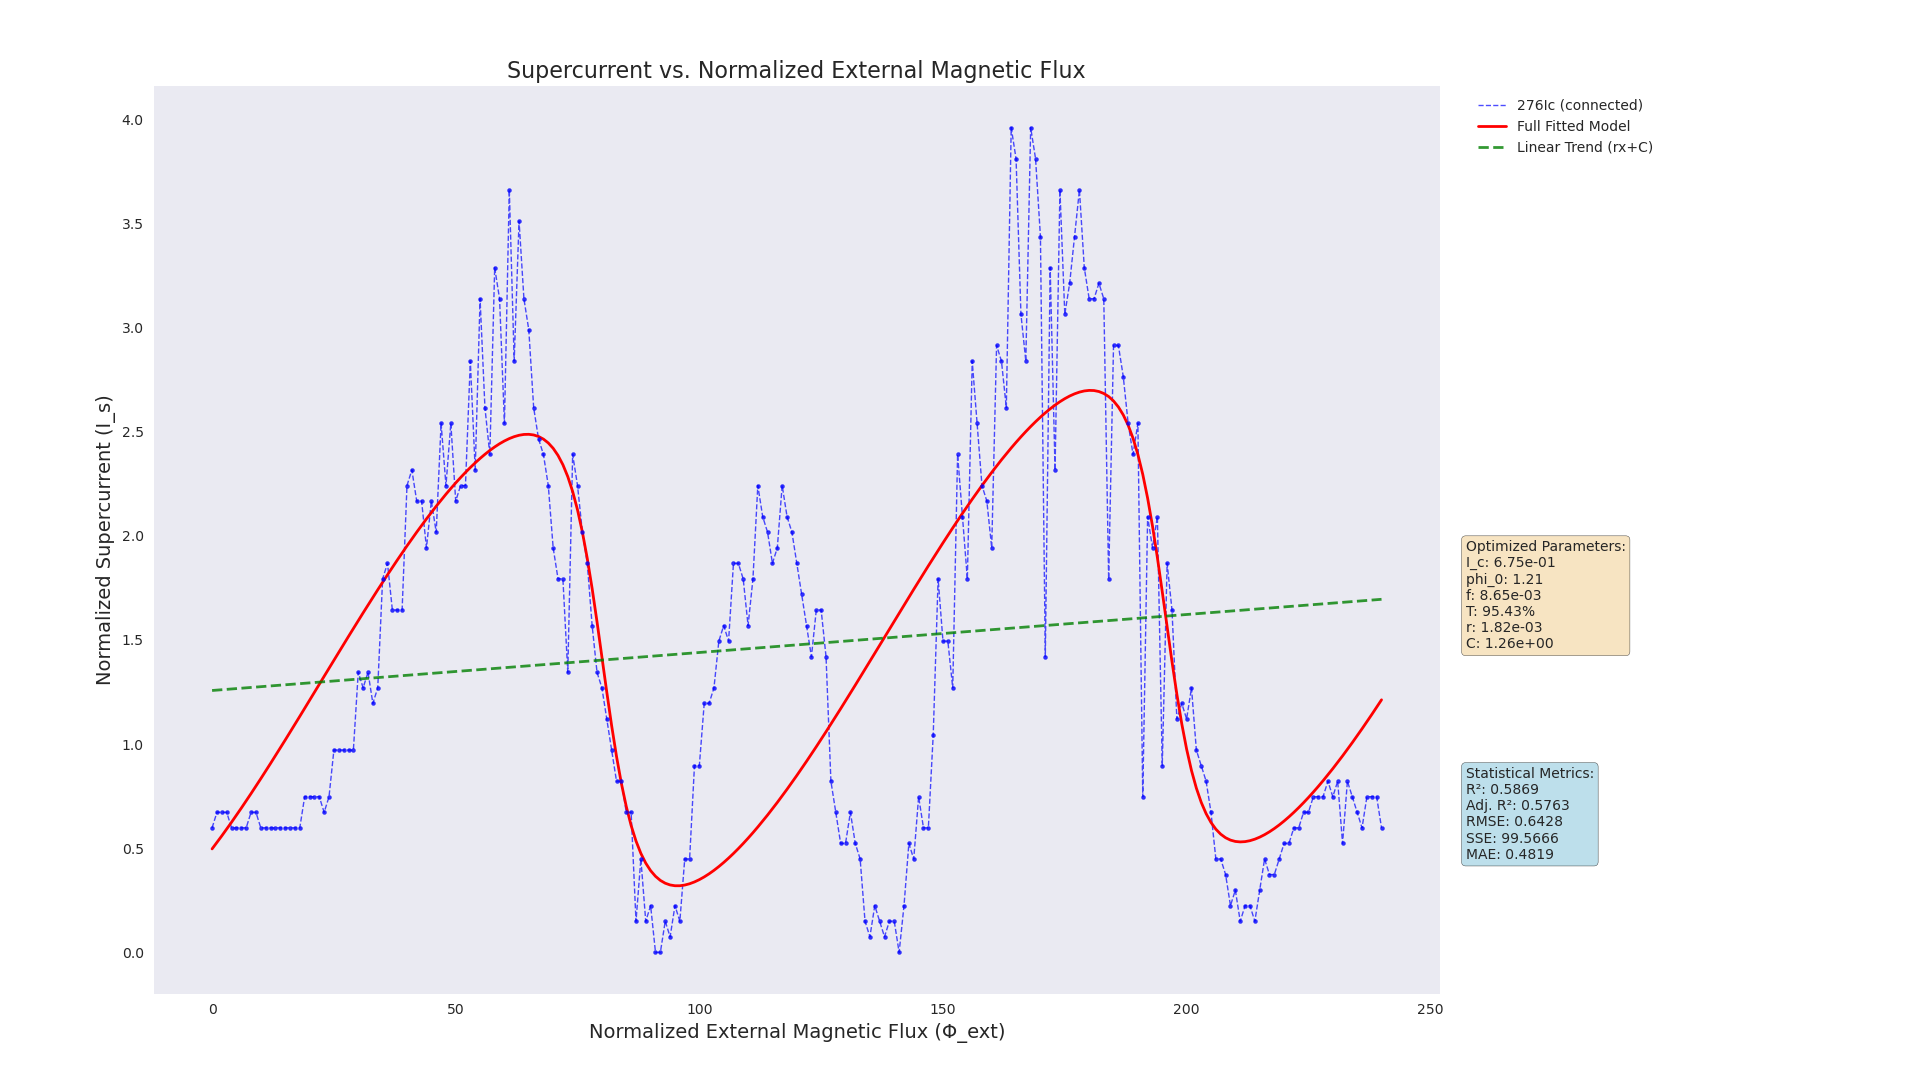 Supercurrent vs. Normalized External Magnetic Flux
276Ic (connected)
Full Fitted Model
Linear Trend (rx+C)
Normalized Supercurrent (I_s)
4.0
3.5
3.0
2.5
2.0
1.5
1.0
0.5
0.0
0
50
100
150
200
250
Normalized External Magnetic Flux (Φ_ext)
Optimized Parameters:
I_c: 6.75e-01
phi_0: 1.21
f: 8.65e-03
T: 95.43%
r: 1.82e-03
C: 1.26e+00
Statistical Metrics:
R²: 0.5869
Adj. R²: 0.5763
RMSE: 0.6428
SSE: 99.5666
MAE: 0.4819